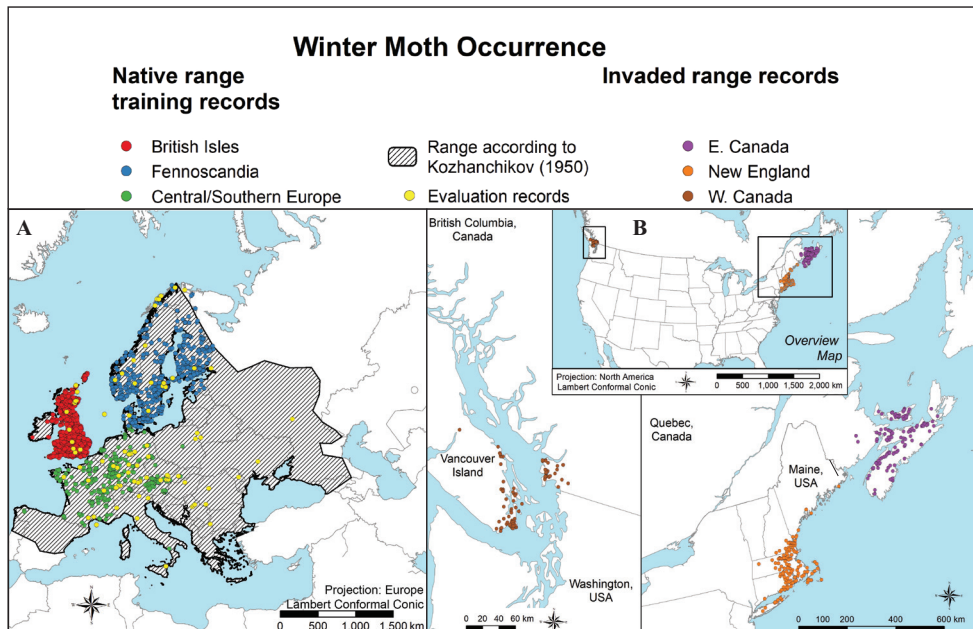 Winter Moth Occurrence
Native range
training records
Invaded range records
British Isles
Fennoscandia
Central/Southern Europe
Range according to
Kozhanchikov (1950)
Evaluation records
E. Canada
New England
W. Canada
A
Projection: Europe
Lambert Conformal Conic
0 500 1,000 1,500 km
British Columbia,
Canada
Vancouver
Island
Washington,
USA
0 20 40 60 km
B
Overview
Map
Projection: North America
Lambert Conformal Conic
0 500 1,000 1,500 2,000 km
Quebec,
Canada
Maine,
USA
0 200 400 600 km